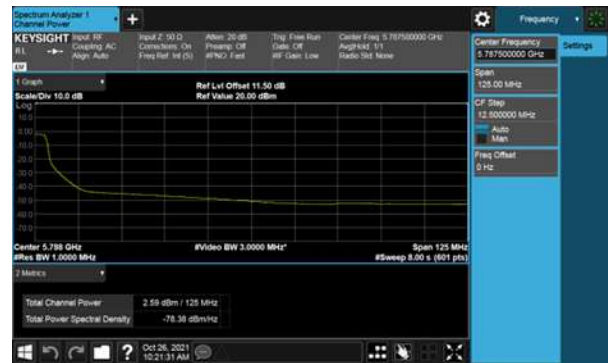 Spectrum Analyzer 1
Channel Power
Frequency
KEYSIGHT
Input: RF
Coupling: AC
Align: Auto
Input Z: 50 Ω
Corrections: On
Freq Ref: Int (S)
Atten: 20 dB
Preamp: Off
#PNO: Fast
Trig: Free Run
Gate: Off
#IF Gain: Low
Center Freq: 5.787500000 GHz
Avg|Hold: 1/1
Radio Std: None
Center Frequency
5.787500000 GHz
Settings
Span
125.00 MHz
CF Step
12.500000 MHz
Auto
Man
Freq Offset
0 Hz
1 Graph
Scale/Div 10.0 dB
Ref Lvl Offset 11.50 dB
Ref Value 20.00 dBm
Log
10.0
0.00
-10.0
-20.0
-30.0
-40.0
-50.0
-60.0
-70.0
Center 5.788 GHz
#Res BW 1.0000 MHz
#Video BW 3.0000 MHz*
Span 125 MHz
#Sweep 8.00 s (601 pts)
2 Metrics
Total Channel Power 2.59 dBm / 125 MHz
Total Power Spectral Density -78.38 dBm/Hz
?
Oct 26, 2021
10:21:31 AM